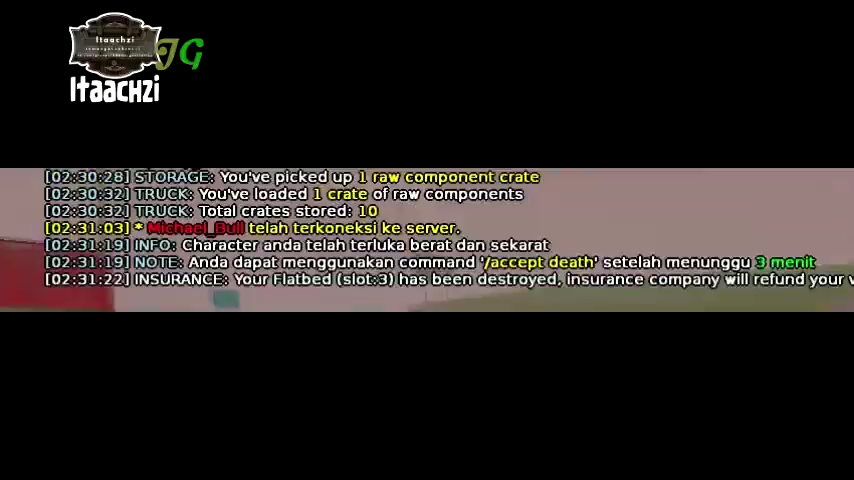 Itaachzi
JG
Itaachzi
[02:30:28] STORAGE: You've picked up 1 raw component crate
[02:30:32] TRUCK: You've loaded 1 crate of raw components
[02:30:32] TRUCK: Total crates stored: 10
[02:31:03] * Michael_Bull telah terkoneksi ke server.
[02:31:19] INFO: Character anda telah terluka berat dan sekarat
[02:31:19] NOTE: Anda dapat menggunakan command '/accept death' setelah menunggu 3 menit
[02:31:22] INSURANCE: Your Flatbed (slot:3) has been destroyed, insurance company will refund your v